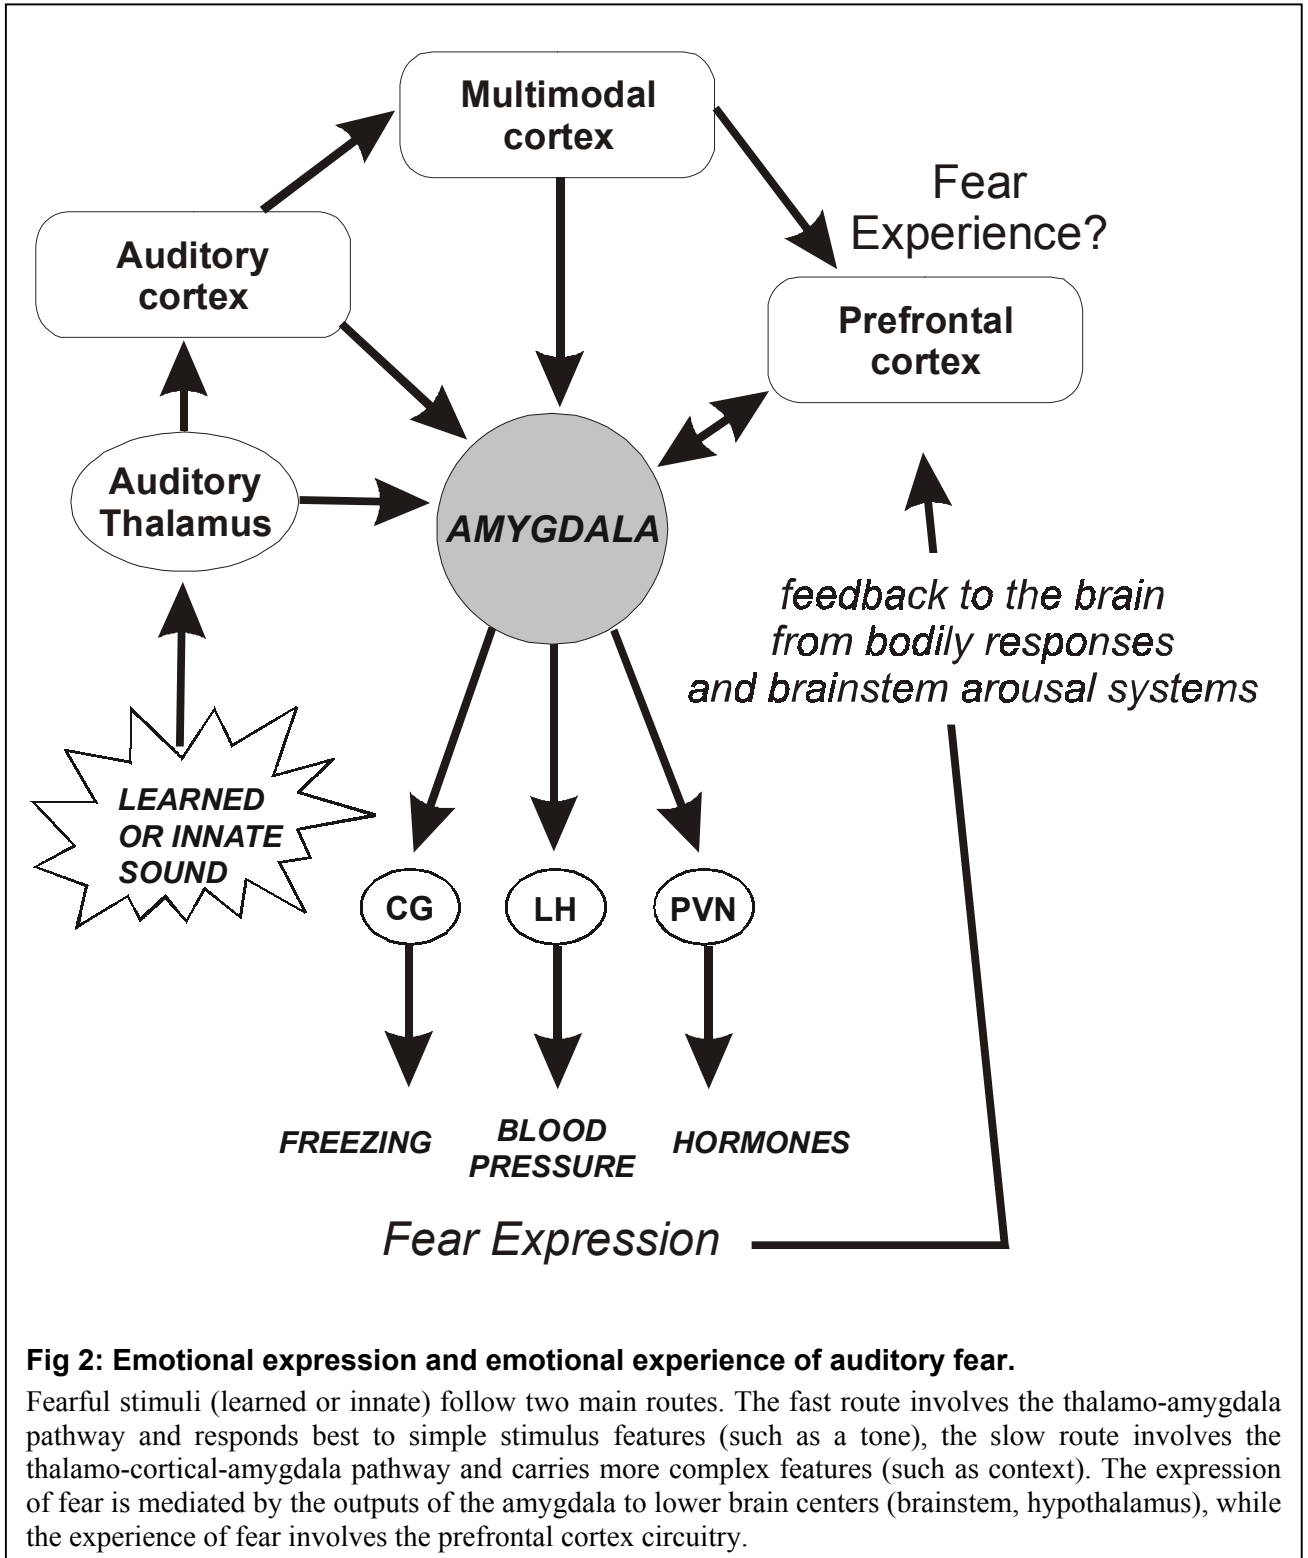 Multimodal
cortex
Fear
Experience?
Auditory
cortex
Prefrontal
cortex
Auditory
Thalamus
AMYGDALA
feedback to the brain
from bodily responses
and brainstem arousal systems
LEARNED
OR INNATE
SOUND
CG
LH
PVN
FREEZING
BLOOD
PRESSURE
HORMONES
Fear Expression
Fig 2: Emotional expression and emotional experience of auditory fear.
Fearful stimuli (learned or innate) follow two main routes. The fast route involves the thalamo-amygdala
pathway and responds best to simple stimulus features (such as a tone), the slow route involves the
thalamo-cortical-amygdala pathway and carries more complex features (such as context). The expression
of fear is mediated by the outputs of the amygdala to lower brain centers (brainstem, hypothalamus), while
the experience of fear involves the prefrontal cortex circuitry.